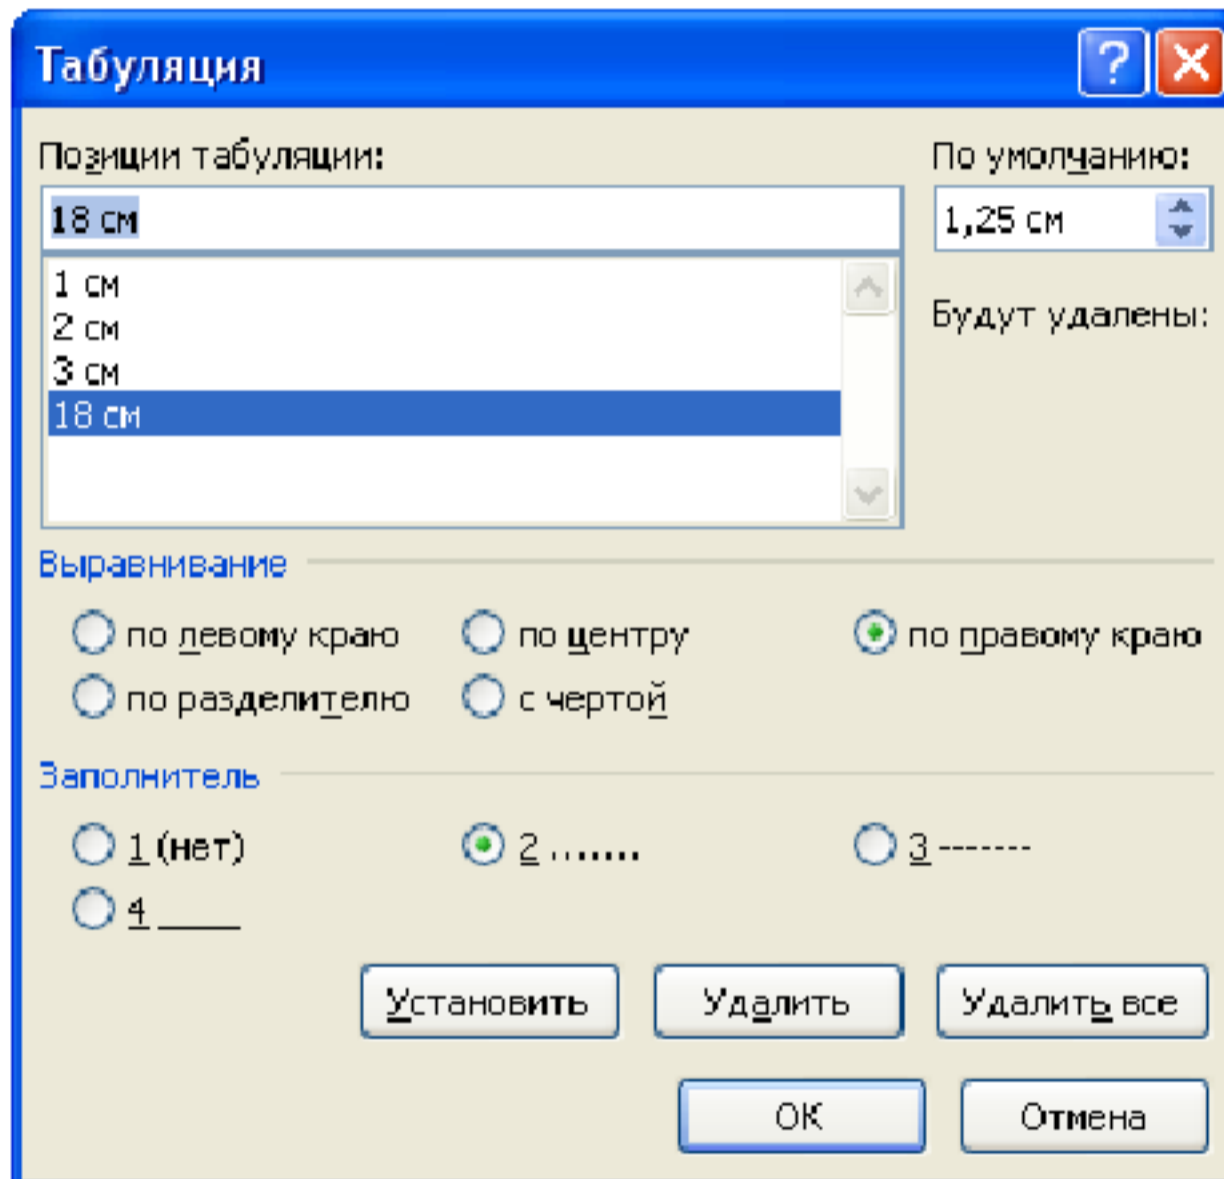 Табуляция
Позиции табуляции: По умолчанию:
18 см 1,25 см
1 см
2 см
3 см
18 см
Будут удалены:
Выравнивание
по левому краю по центру по правому краю
по разделителю с чертой
Заполнитель
1 (нет) 2 ....... 3 -------
4 ____
Установить Удалить Удалить все
ОК Отмена